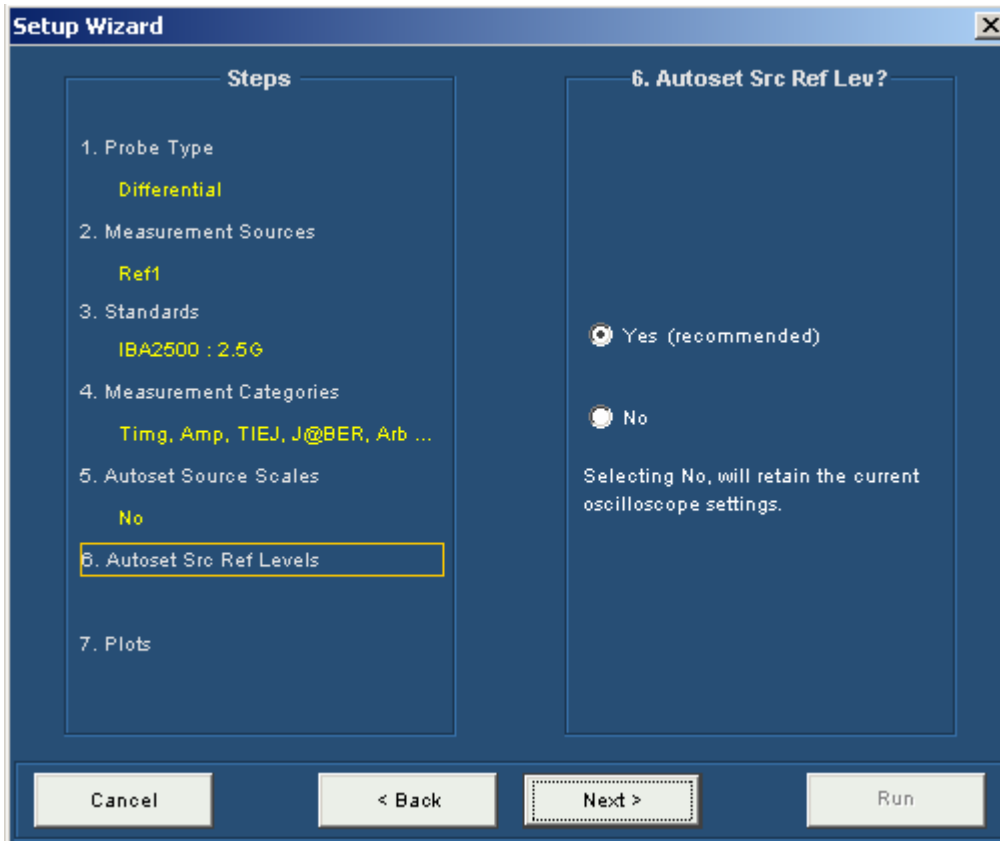 Setup Wizard
Steps
1. Probe Type
Differential
2. Measurement Sources
Ref1
3. Standards
IBA2500 : 2.5G
4. Measurement Categories
Timg, Amp, TIEJ, J@BER, Arb ...
5. Autoset Source Scales
No
6. Autoset Src Ref Levels
7. Plots
6. Autoset Src Ref Lev?
Yes (recommended)
No
Selecting No, will retain the current
oscilloscope settings.
Cancel
< Back
Next >
Run